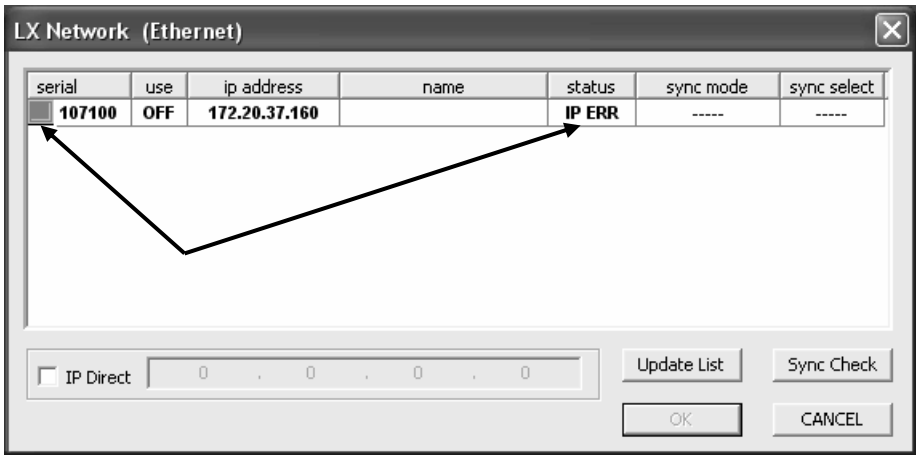 LX Network (Ethernet)
serial use ip address name status sync mode sync select
107100 OFF 172.20.37.160 IP ERR ----- -----
IP Direct 0 . 0 . 0 . 0 Update List Sync Check
OK CANCEL